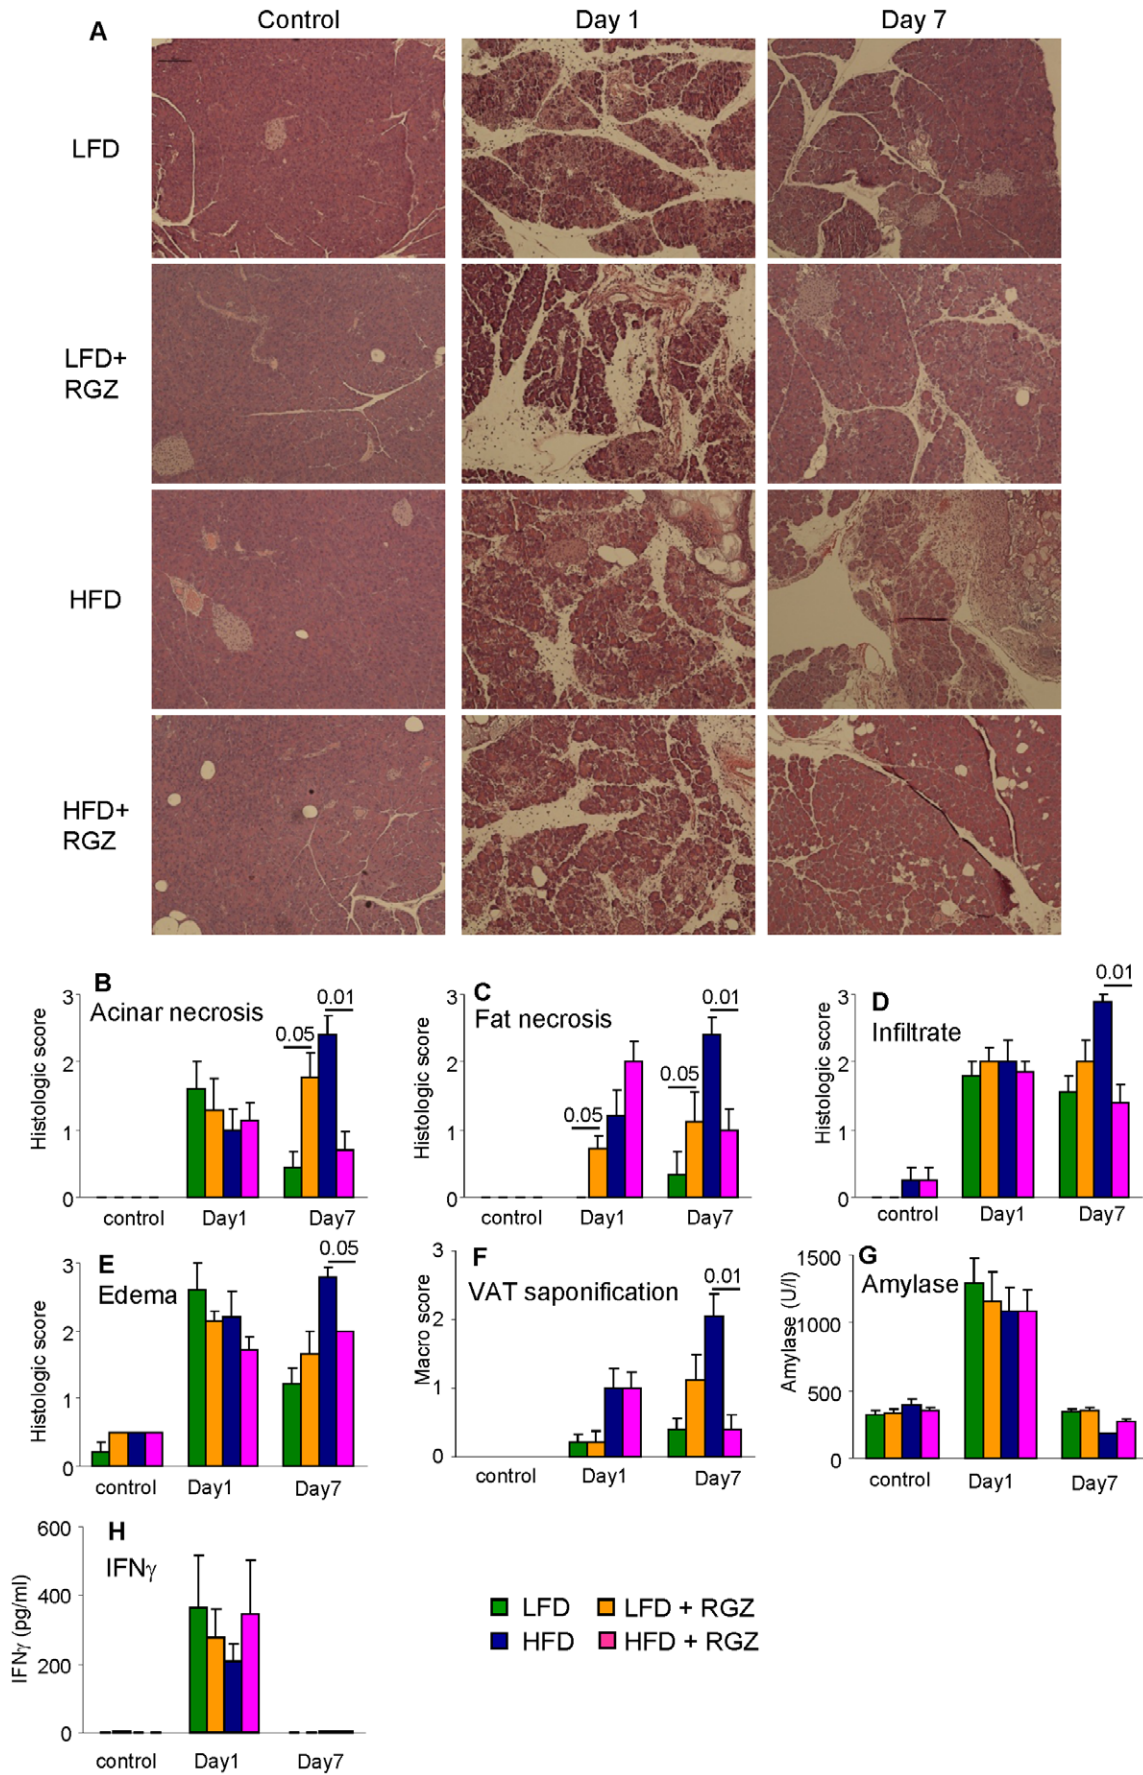 A
Control
Day 1
Day 7
LFD
LFD+
RGZ
HFD
HFD+
RGZ
B
Acinar necrosis
Histologic score
3
2
1
0
0.05
0.01
control
Day1
Day7
C
Fat necrosis
Histologic score
3
2
1
0
0.05
0.05
0.01
control
Day1
Day7
D
Infiltrate
Histologic score
3
2
1
0
0.01
control
Day1
Day7
E
Edema
Histologic score
3
2
1
0
0.05
control
Day1
Day7
F
VAT saponification
Macro score
3
2
1
0
0.01
control
Day1
Day7
G
Amylase
Amylase (U/l)
1500
1000
500
0
control
Day1
Day7
H
IFNγ
IFNγ (pg/ml)
600
400
200
0
control
Day1
Day7
LFD
LFD + RGZ
HFD
HFD + RGZ